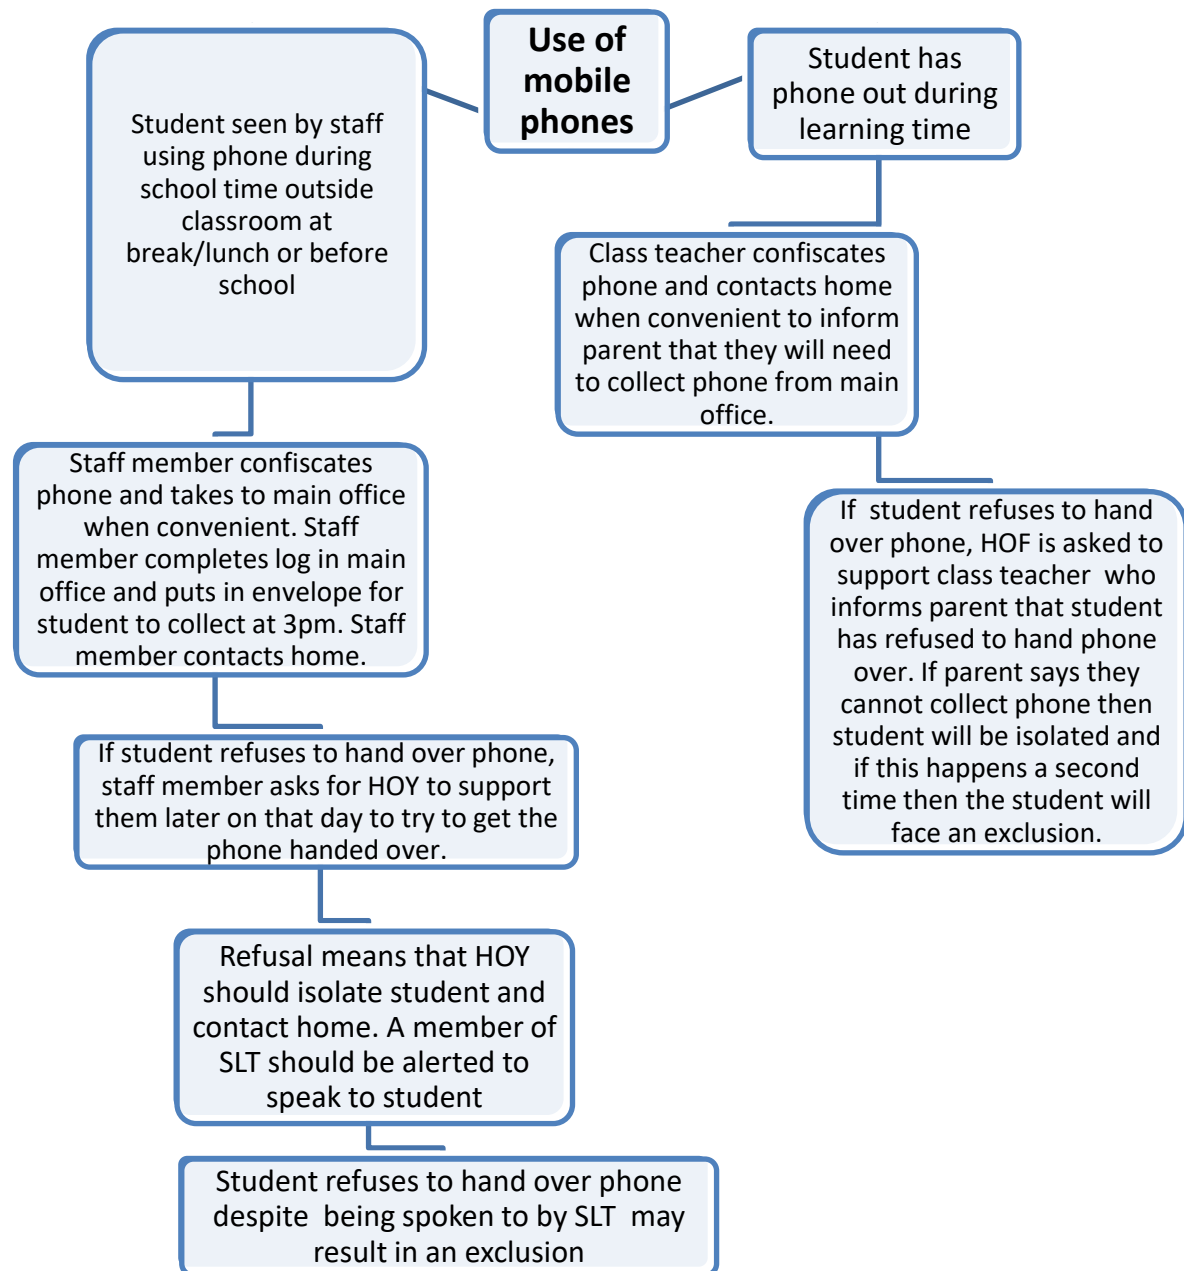 Use of
mobile
phones
Student seen by staff
using phone during
school time outside
classroom at
break/lunch or before
school
Staff member confiscates
phone and takes to main office
when convenient. Staff
member completes log in main
office and puts in envelope for
student to collect at 3pm. Staff
member contacts home.
If student refuses to hand over phone,
staff member asks for HOY to support
them later on that day to try to get the
phone handed over.
Refusal means that HOY
should isolate student and
contact home. A member of
SLT should be alerted to
speak to student
Student refuses to hand over phone
despite being spoken to by SLT may
result in an exclusion
Student has
phone out during
learning time
Class teacher confiscates
phone and contacts home
when convenient to inform
parent that they will need
to collect phone from main
office.
If student refuses to hand
over phone, HOF is asked to
support class teacher who
informs parent that student
has refused to hand phone
over. If parent says they
cannot collect phone then
student will be isolated and
if this happens a second
time then the student will
face an exclusion.